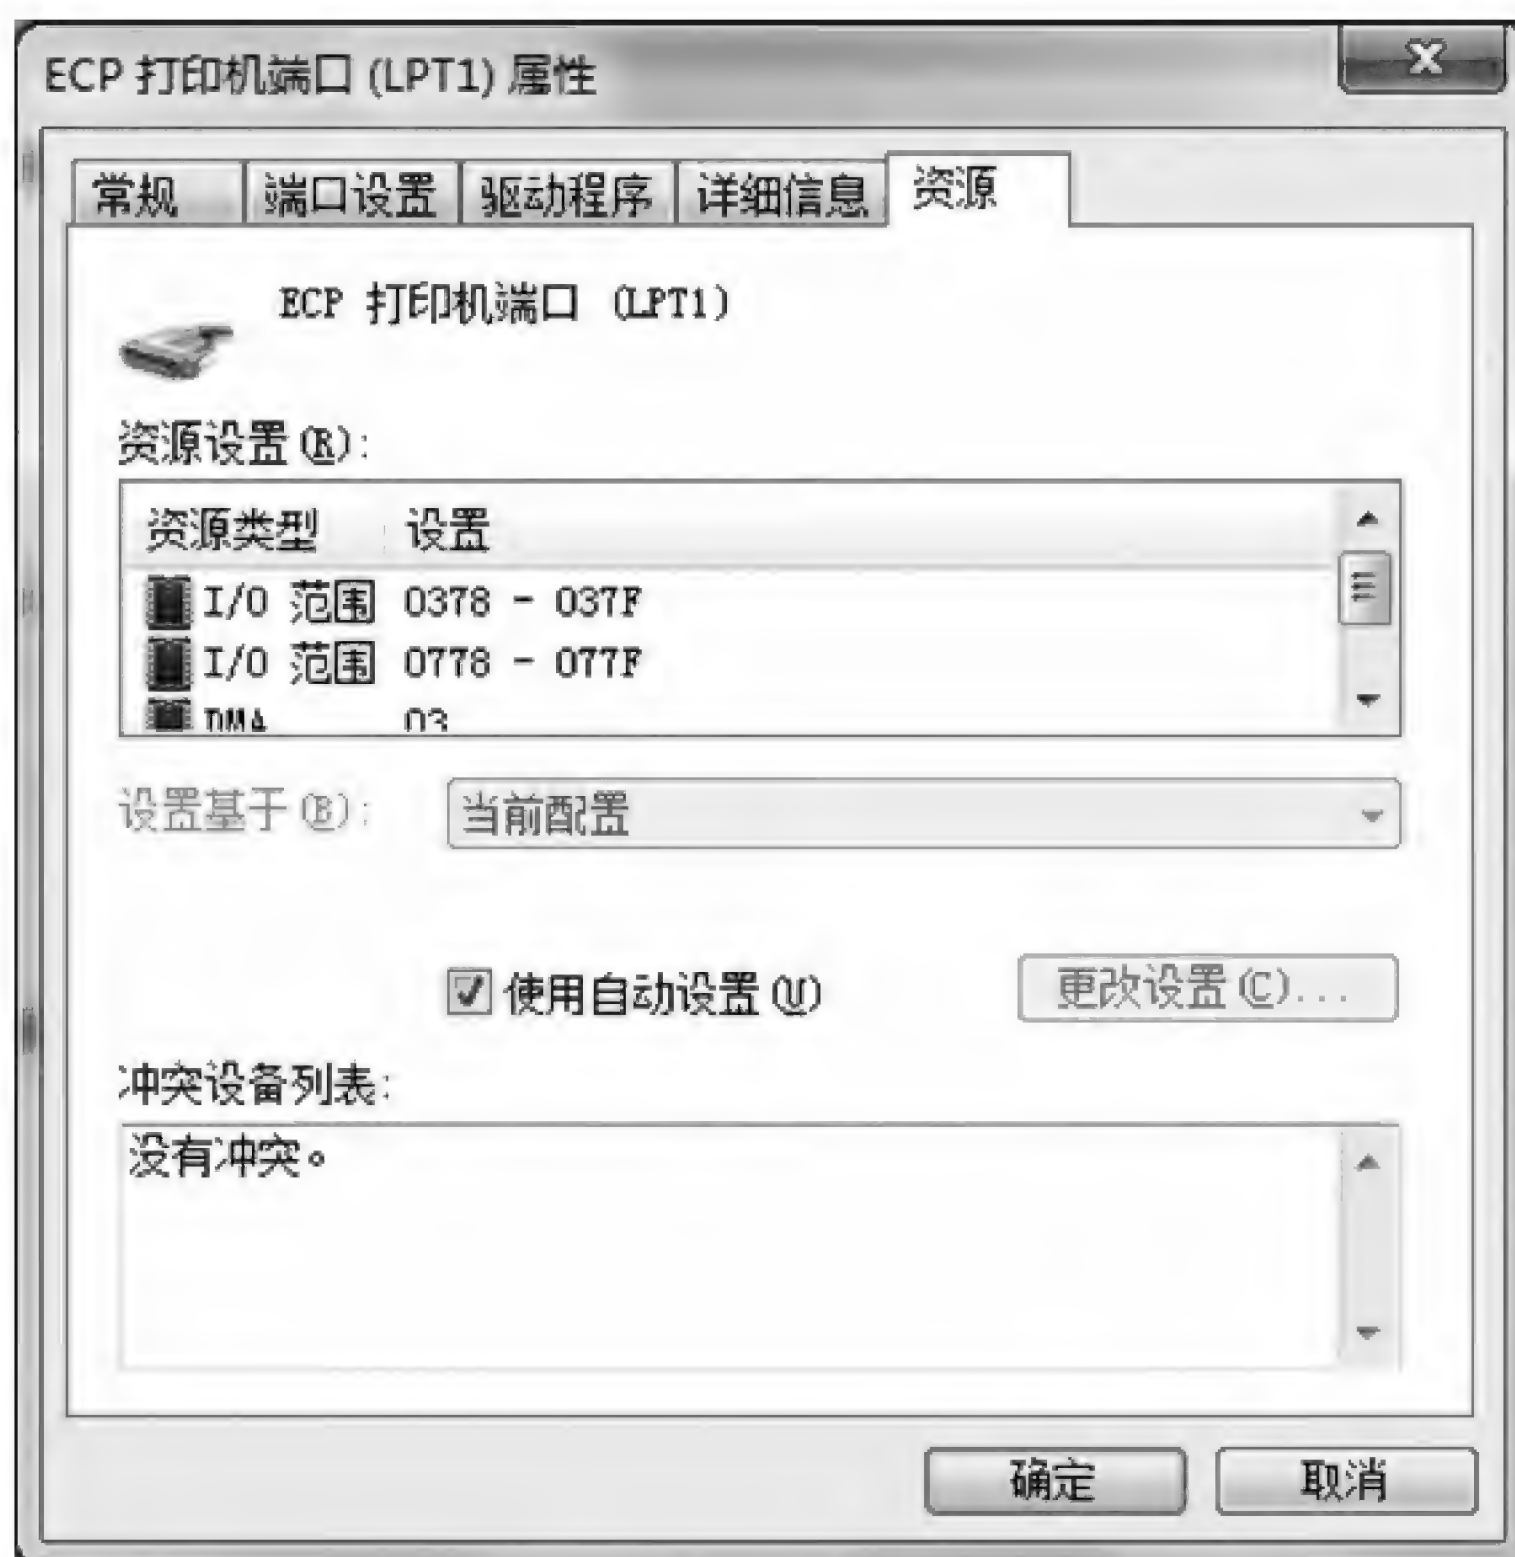 ECP 打印机端口 (LPT1) 属性
常规 端口设置 驱动程序 详细信息 资源
ECP 打印机端口 (LPT1)
资源设置(R):
资源类型 设置
I/O 范围 0378 - 037F
I/O 范围 0778 - 077F
DMA 03
设置基于(B): 当前配置
使用自动设置(U) 更改设置(C)...
冲突设备列表:
没有冲突。
确定 取消